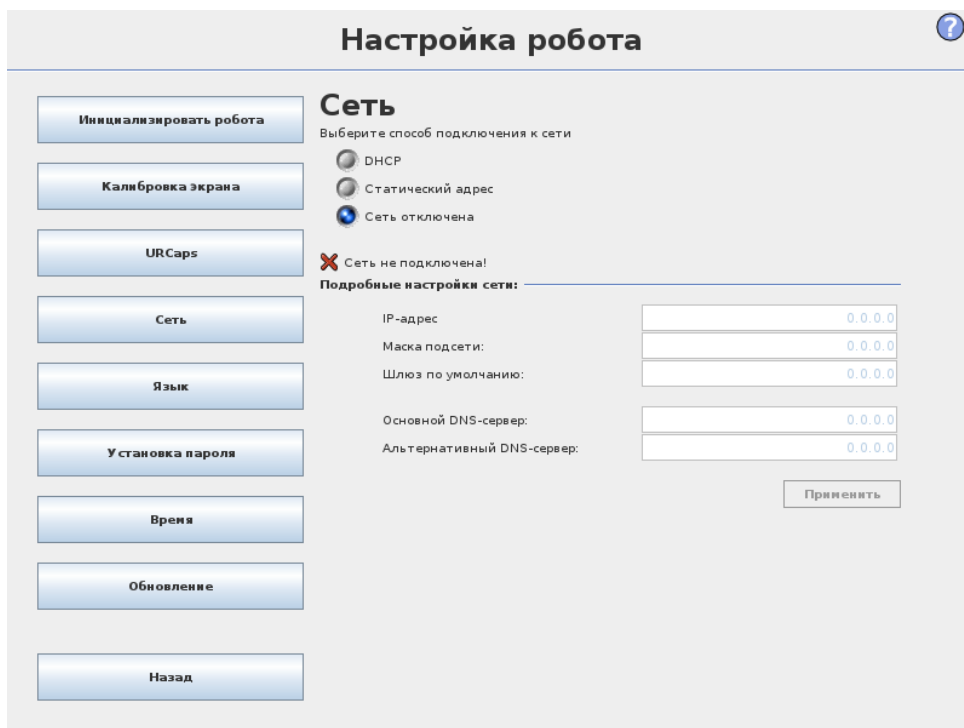 Настройка робота
?
Инициализировать робота
Калибровка экрана
URCaps
Сеть
Язык
Установка пароля
Время
Обновление
Назад
Сеть
Выберите способ подключения к сети
DHCP
Статический адрес
Сеть отключена
Сеть не подключена!
Подробные настройки сети:
IP-адрес 0.0.0.0
Маска подсети: 0.0.0.0
Шлюз по умолчанию: 0.0.0.0
Основной DNS-сервер: 0.0.0.0
Альтернативный DNS-сервер: 0.0.0.0
Применить